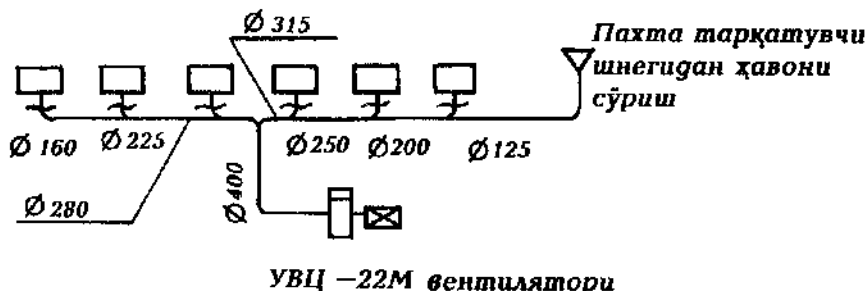 Ø 315
Пахта тарқатувчи
шнегидан ҳавони
сўриш
Ø 160
Ø 225
Ø 250
Ø 200
Ø 125
Ø 280
Ø 400
УВЦ –22М вентилятори